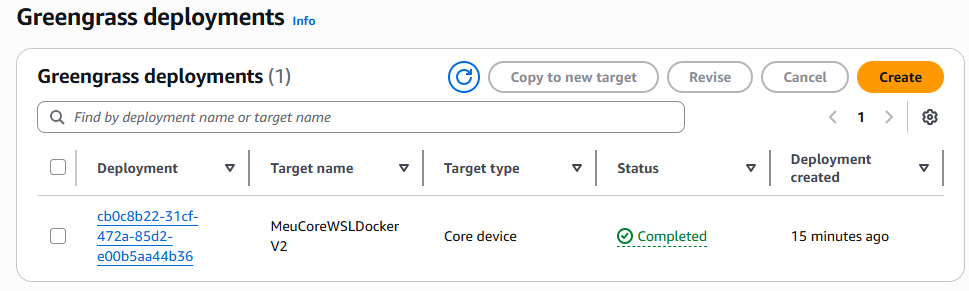 Greengrass deployments Info
Greengrass deployments (1)
Copy to new target
Revise
Cancel
Create
Find by deployment name or target name
1
Deployment
Target name
Target type
Status
Deployment
created
cb0c8b22-31cf-
472a-85d2-
e00b5aa44b36
MeuCoreWSLDocker
V2
Core device
Completed
15 minutes ago